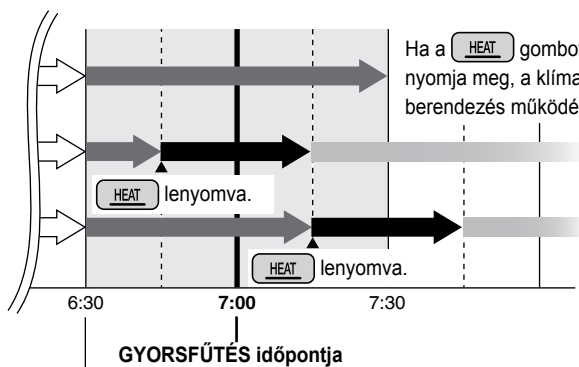 Ha a HEAT gombot
nyomja meg, a klíma
berendezés működé
HEAT lenyomva.
HEAT lenyomva.
6:30 7:00 7:30
GYORSFŰTÉS időpontja